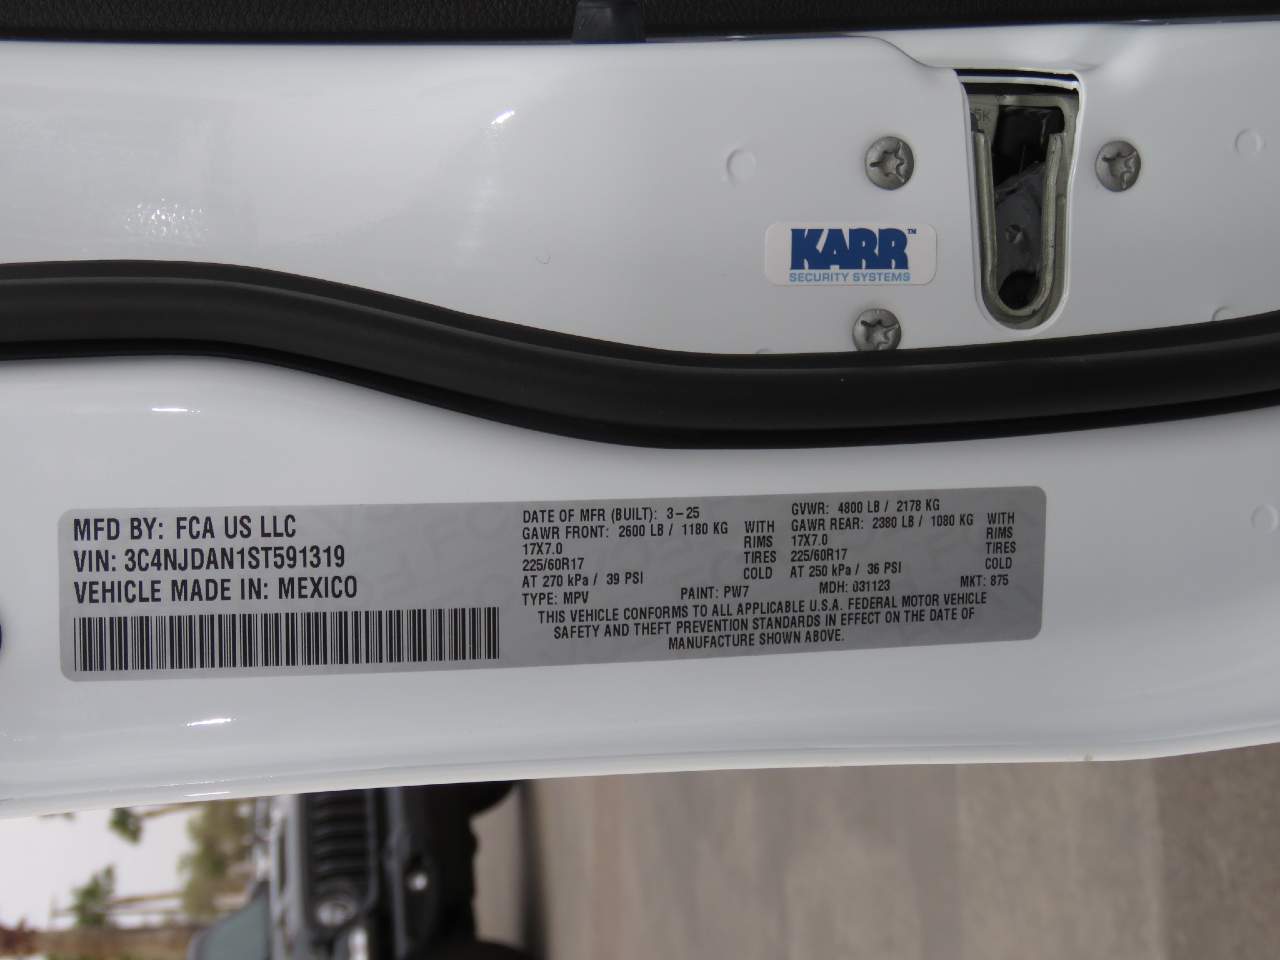 5K
KARR™
SECURITY SYSTEMS
MFD BY: FCA US LLC
VIN: 3C4NJDAN1ST591319
VEHICLE MADE IN: MEXICO
DATE OF MFR (BUILT): 3-25
GAWR FRONT: 2600 LB / 1180 KG WITH
17X7.0 RIMS
225/60R17 TIRES
AT 270 kPa / 39 PSI COLD
TYPE: MPV PAINT: PW7
GVWR: 4800 LB / 2178 KG
GAWR REAR: 2380 LB / 1080 KG WITH
17X7.0 RIMS
225/60R17 TIRES
AT 250 kPa / 36 PSI COLD
MDH: 031123 MKT: 875
THIS VEHICLE CONFORMS TO ALL APPLICABLE U.S.A. FEDERAL MOTOR VEHICLE
SAFETY AND THEFT PREVENTION STANDARDS IN EFFECT ON THE DATE OF
MANUFACTURE SHOWN ABOVE.